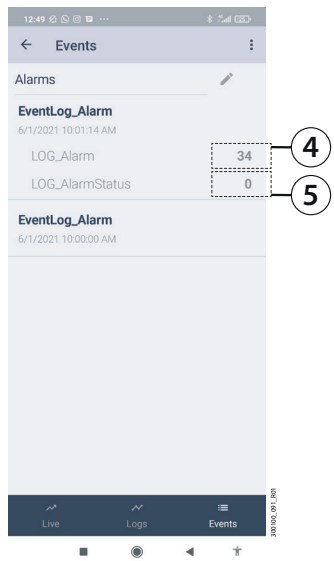 12:49
Events
Alarms
EventLog_Alarm
6/1/2021 10:01:14 AM
LOG_Alarm 34
LOG_AlarmStatus 0
4
5
EventLog_Alarm
6/1/2021 10:00:00 AM
Live Logs Events
300100_091_R01